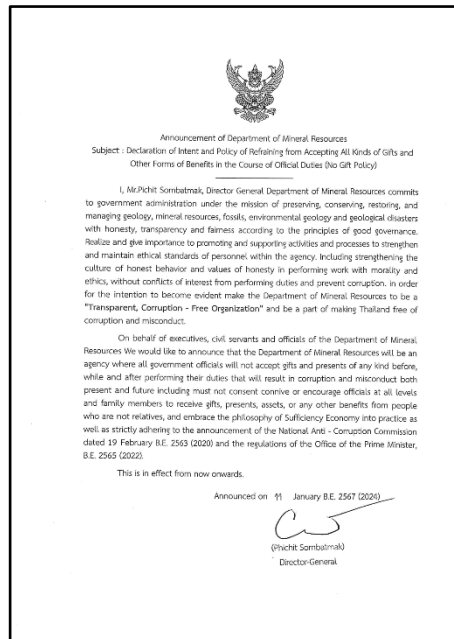 Announcement of Department of Mineral Resources
Subject : Declaration of Intent and Policy of Refraining from Accepting All Kinds of Gifts and
Other Forms of Benefits in the Course of Official Duties (No Gift Policy)
I, Mr.Pichit Sombatmak, Director General Department of Mineral Resources commits
to government administration under the mission of preserving, conserving, restoring, and
managing geology, mineral resources, fossils, environmental geology and geological disasters
with honesty, transparency and fairness according to the principles of good governance.
Realize and give importance to promoting and supporting activities and processes to strengthen
and maintain ethical standards of personnel within the agency. Including strengthening the
culture of honest behavior and values of honesty in performing work with morality and
ethics, without conflicts of interest from performing duties and prevent corruption. in order
for the intention to become evident make the Department of Mineral Resources to be a
"Transparent, Corruption - Free Organization" and be a part of making Thailand free of
corruption and misconduct.
On behalf of executives, civil servants and officials of the Department of Mineral
Resources We would like to announce that the Department of Mineral Resources will be an
agency where all government officials will not accept gifts and presents of any kind before,
while and after performing their duties that will result in corruption and misconduct both
present and future including must not consent connive or encourage officials at all levels
and family members to receive gifts, presents, assets, or any other benefits from people
who are not relatives, and embrace the philosophy of Sufficiency Economy into practice as
well as strictly adhering to the announcement of the National Anti - Corruption Commission
dated 19 February B.E. 2563 (2020) and the regulations of the Office of the Prime Minister,
B.E. 2565 (2022).
This is in effect from now onwards.
Announced on 11 January B.E. 2567 (2024)
(Phichit Sombatmak)
Director-General